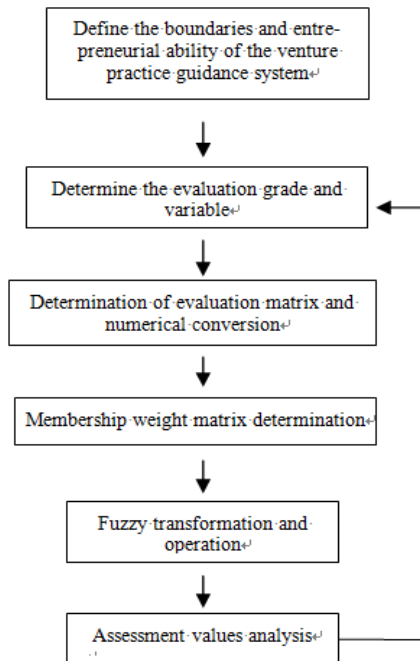 Define the boundaries and entre-
preneurial ability of the venture
practice guidance system
Determine the evaluation grade and
variable
Determination of evaluation matrix and
numerical conversion
Membership weight matrix determination
Fuzzy transformation and
operation
Assessment values analysis